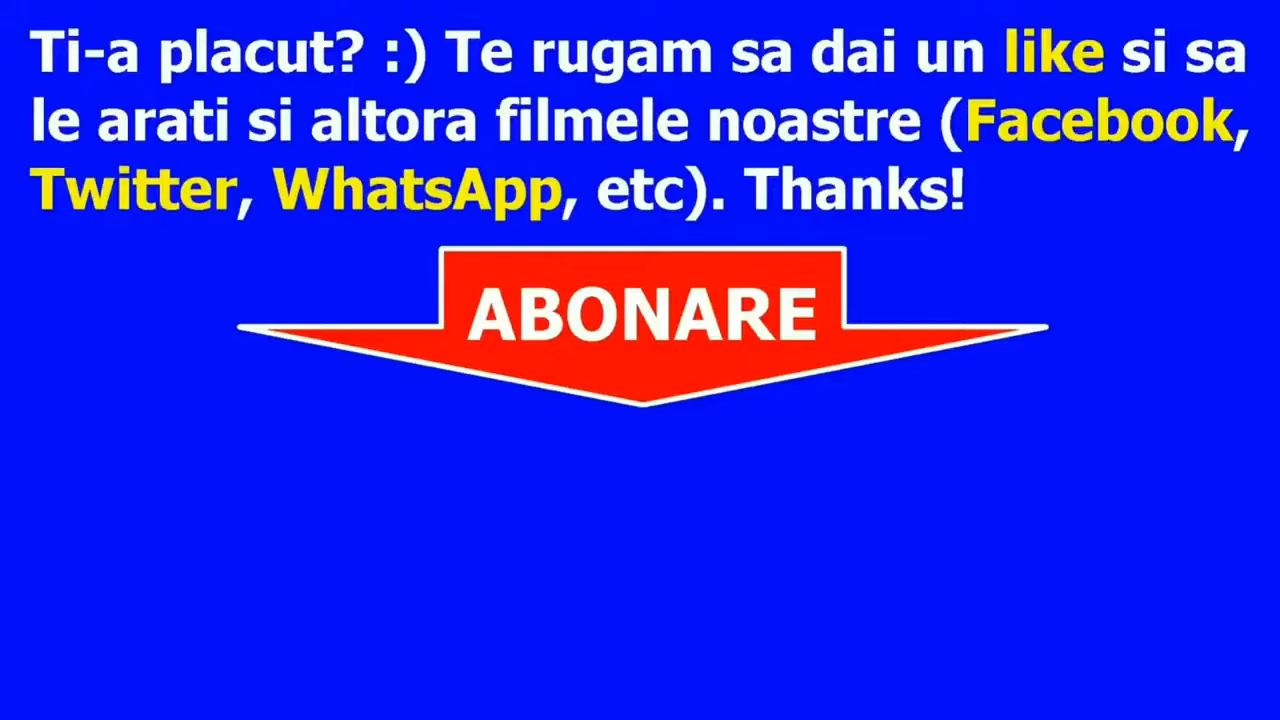 Ti-a placut? :) Te rugam sa dai un like si sa
le arati si altora filmele noastre (Facebook,
Twitter, WhatsApp, etc). Thanks!
ABONARE